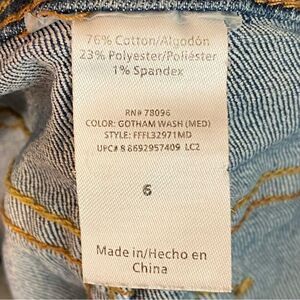 76% Cotton/Algodón
23% Polyester/Poliéster
1% Spandex
RN# 78096
COLOR: GOTHAM WASH (MED)
STYLE: FFFL32971MD
UPC# 8 8692957409 LC2
6
Made in/Hecho en
China